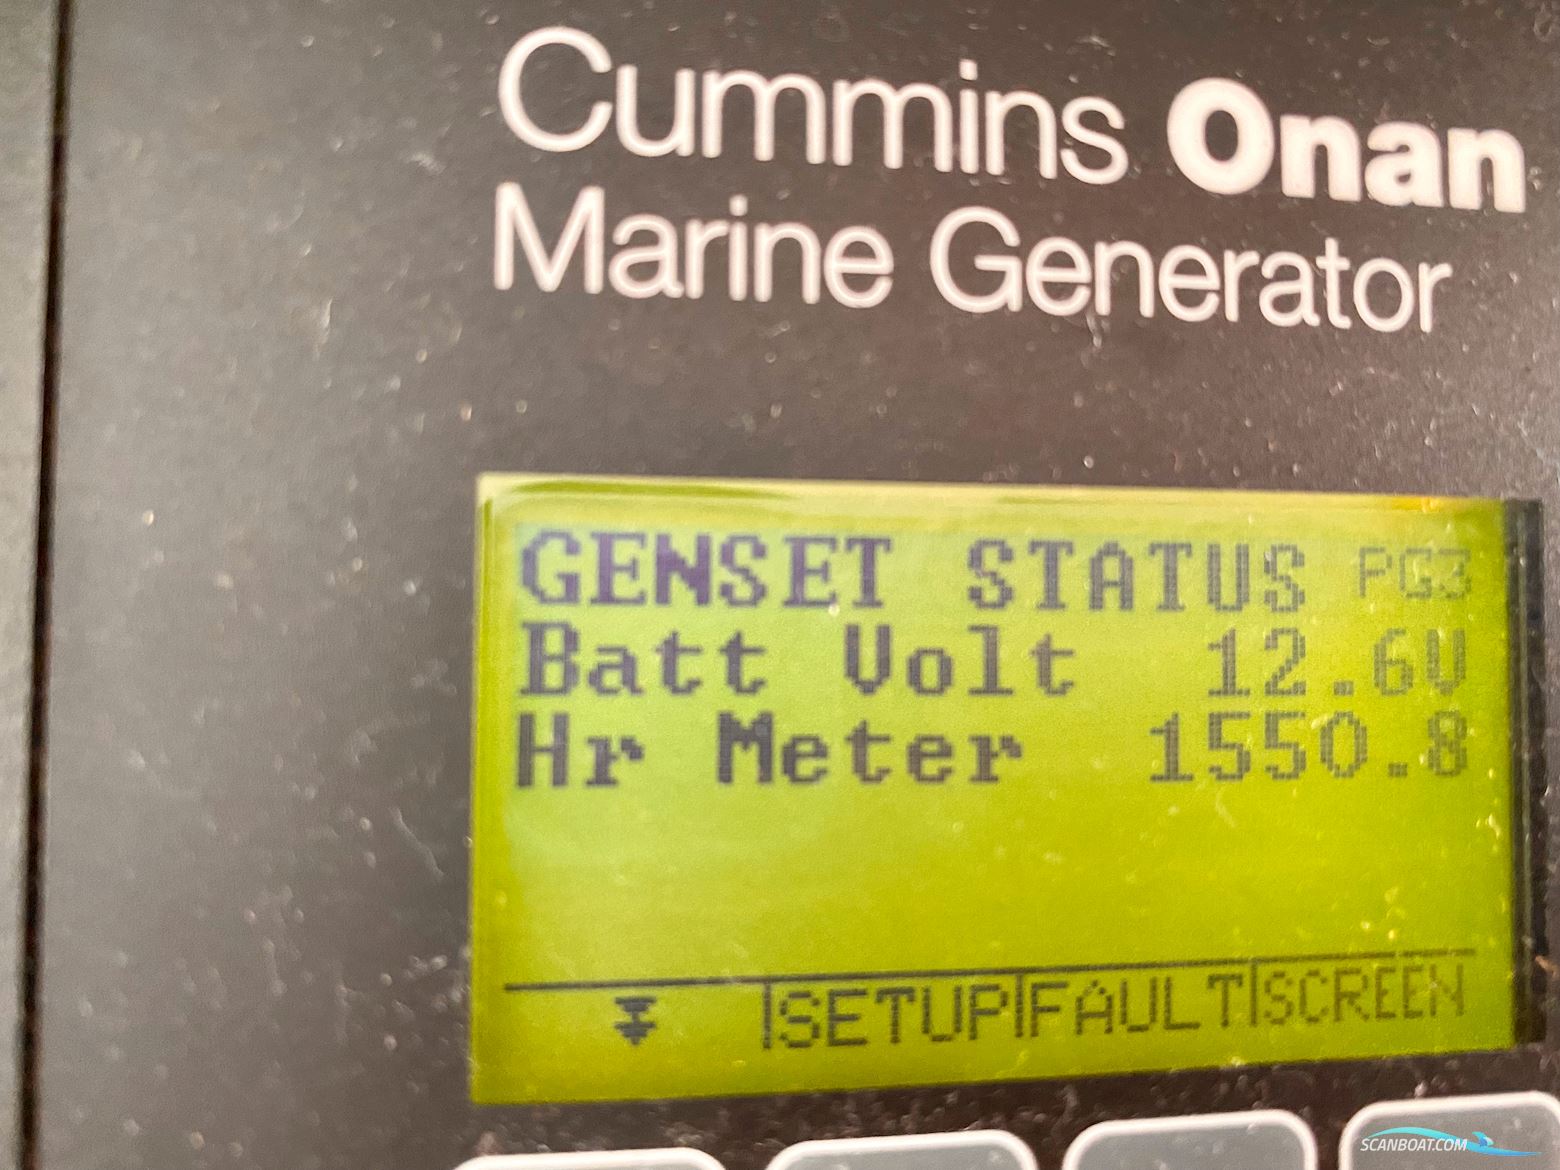 Cummins Onan
Marine Generator
GENSET STATUS PG3
Batt Volt 12.6V
Hr Meter 1550.8
SETUP FAULT SCREEN
SCANBOAT.COM